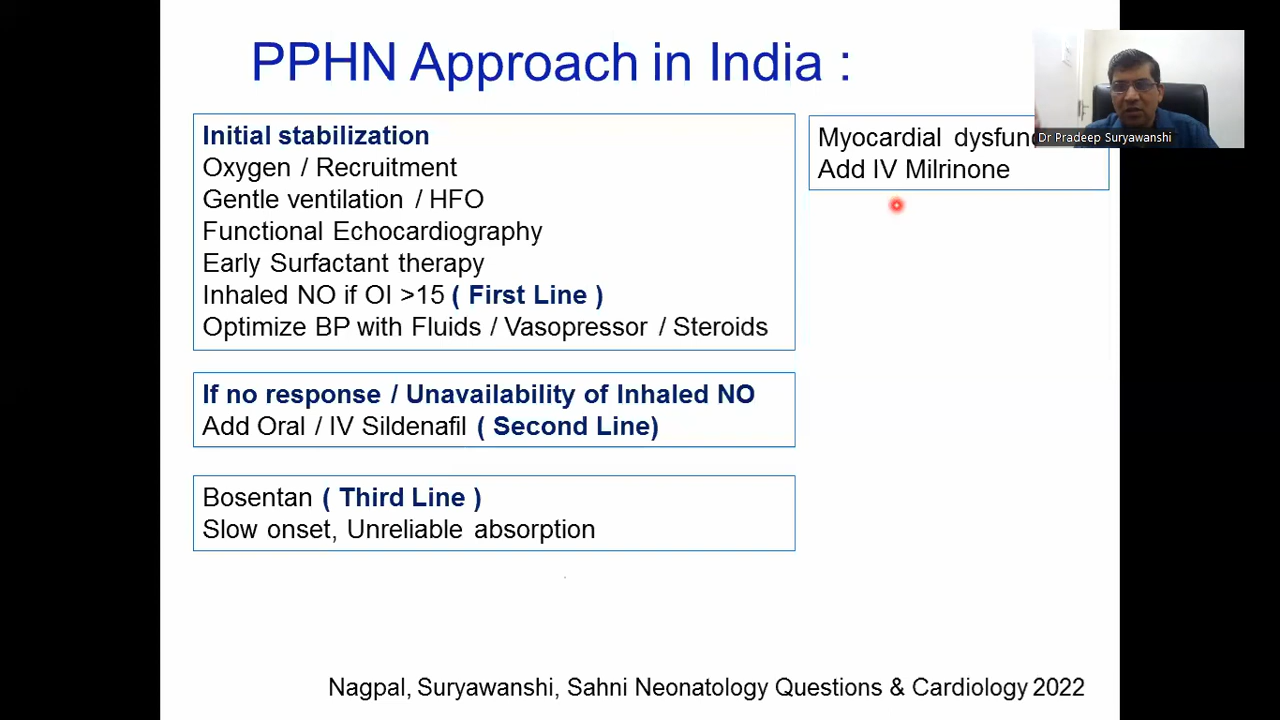 PPHN Approach in India :
Initial stabilization
Oxygen / Recruitment
Gentle ventilation / HFO
Functional Echocardiography
Early Surfactant therapy
Inhaled NO if OI >15 ( First Line )
Optimize BP with Fluids / Vasopressor / Steroids
If no response / Unavailability of Inhaled NO
Add Oral / IV Sildenafil ( Second Line)
Bosentan ( Third Line )
Slow onset, Unreliable absorption
Myocardial
Add IV Milrinone
Dr Pradeep Suryawanshi
Nagpal, Suryawanshi, Sahni Neonatology Questions & Cardiology 2022